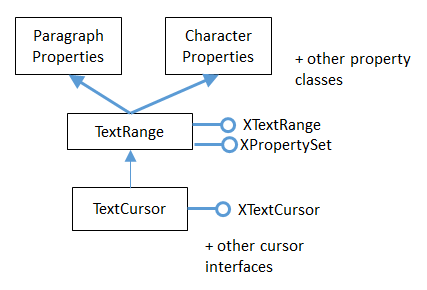 Paragraph
Properties
Character
Properties
+ other property
classes
TextRange
XTextRange
XPropertySet
TextCursor
XTextCursor
+ other cursor
interfaces